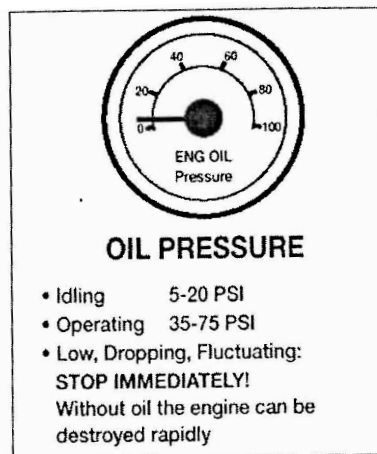 40 60
20 80
0 100
ENG OIL
Pressure
OIL PRESSURE
• Idling 5-20 PSI
• Operating 35-75 PSI
• Low, Dropping, Fluctuating:
STOP IMMEDIATELY!
Without oil the engine can be
destroyed rapidly